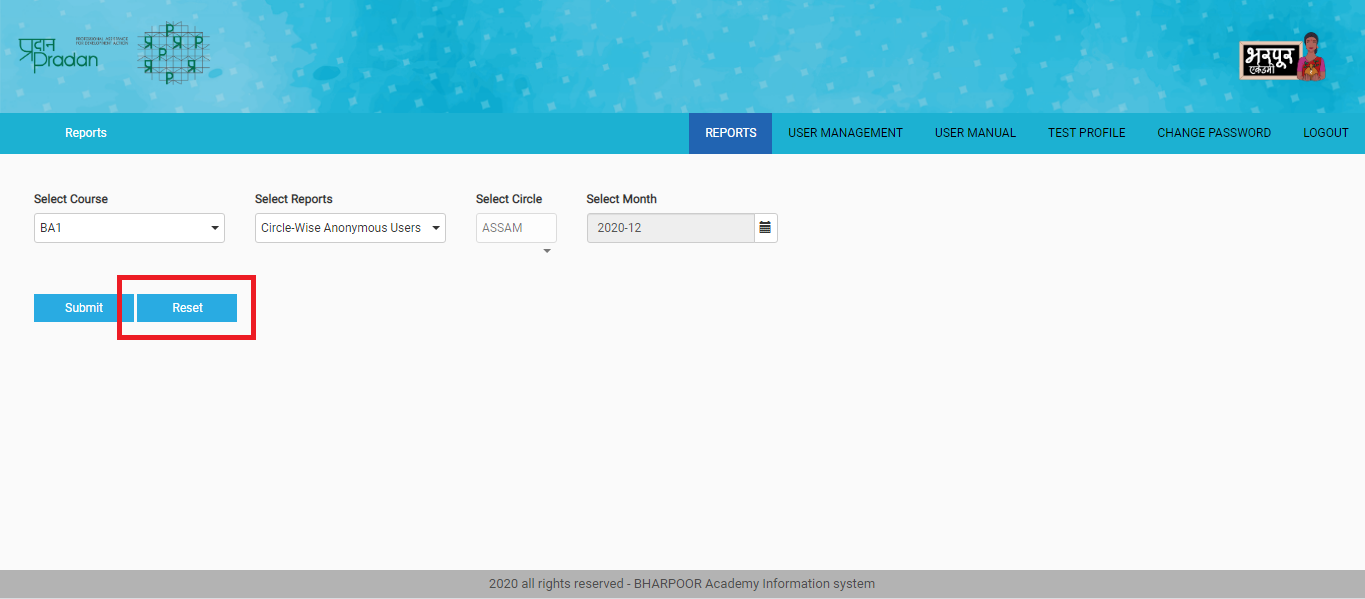 प्रदान
Pradan
PROFESSIONAL ASSISTANCE
FOR DEVELOPMENT ACTION
भरपूर
एकेडमी
Reports
REPORTS
USER MANAGEMENT
USER MANUAL
TEST PROFILE
CHANGE PASSWORD
LOGOUT
Select Course
Select Reports
Select Circle
Select Month
BA1
Circle-Wise Anonymous Users
ASSAM
2020-12
Submit
Reset
2020 all rights reserved - BHARPOOR Academy Information system